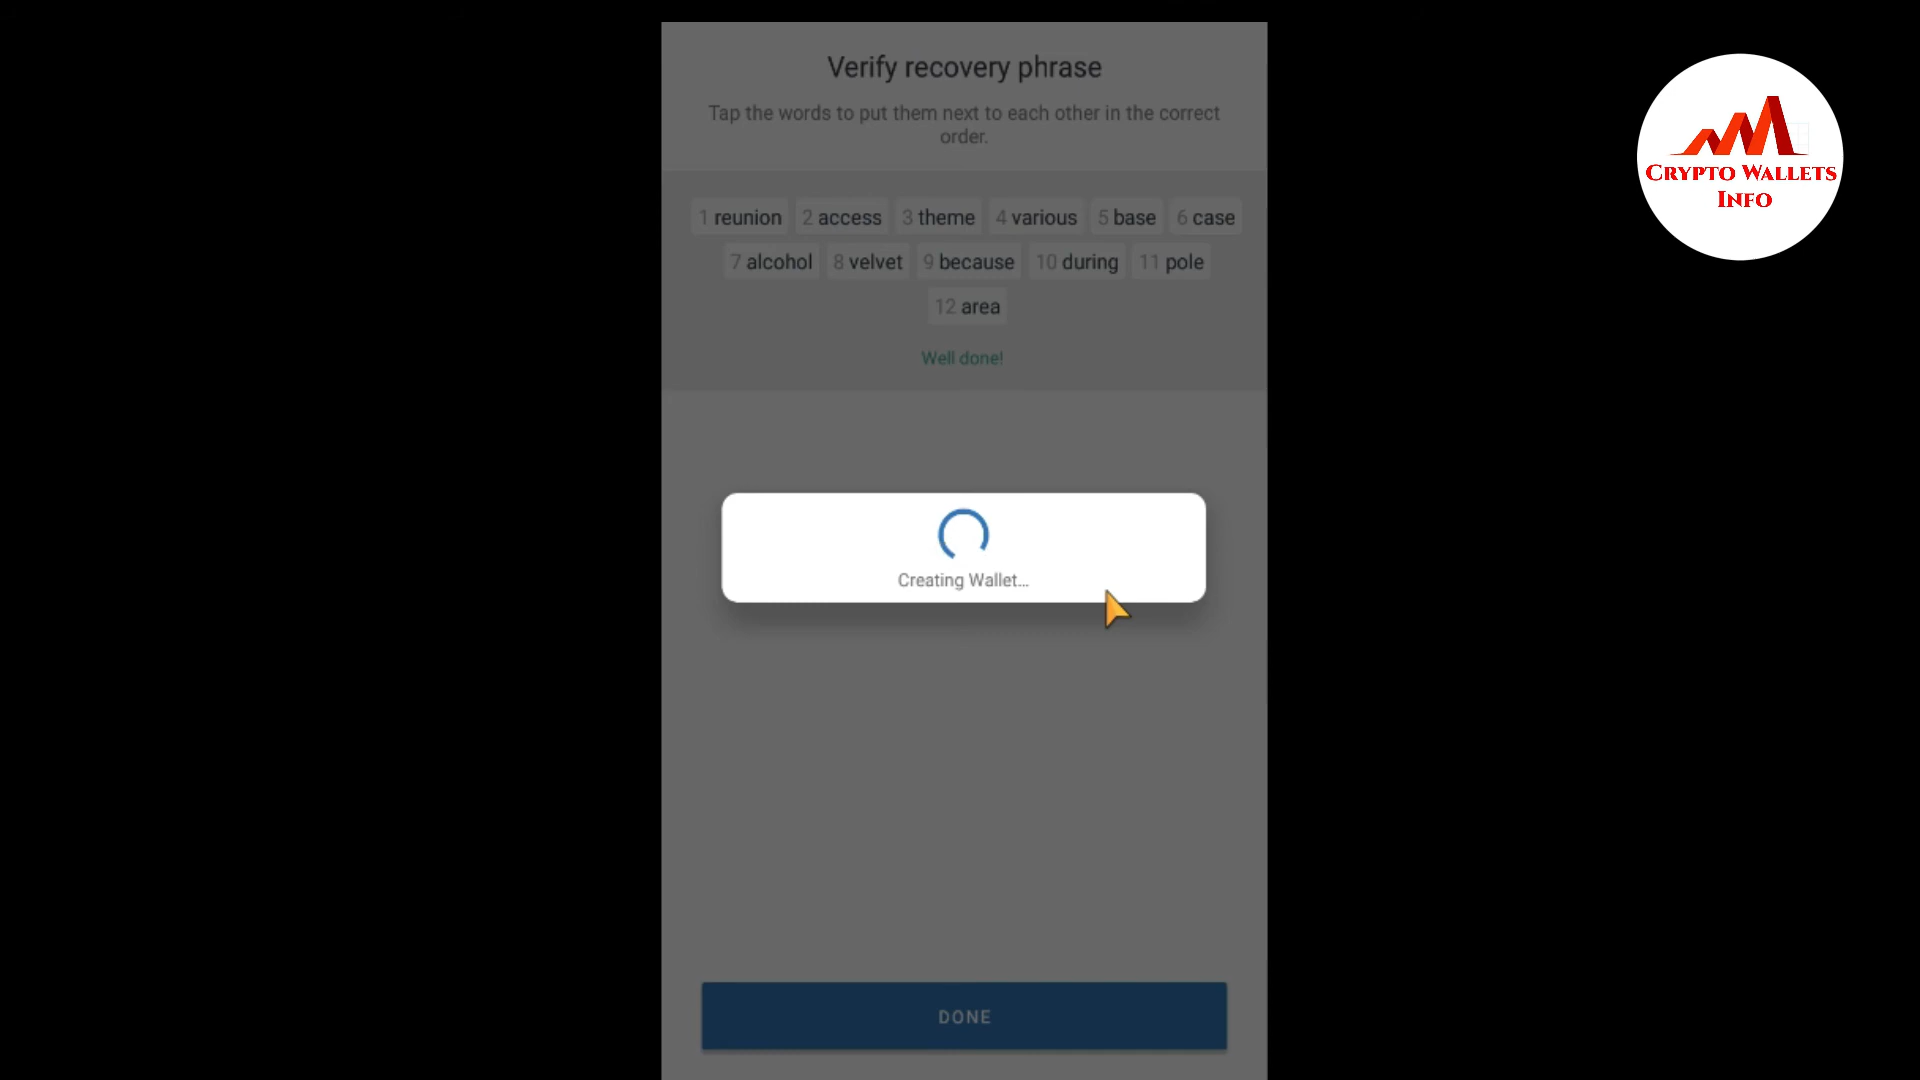 Verify recovery phrase
Tap the words to put them next to each other in the correct
order.
1 reunion 2 access 3 theme 4 various 5 base 6 case
7 alcohol 8 velvet 9 because 10 during 11 pole
12 area
Well done!
Creating Wallet...
DONE
CRYPTO WALLETS
INFO